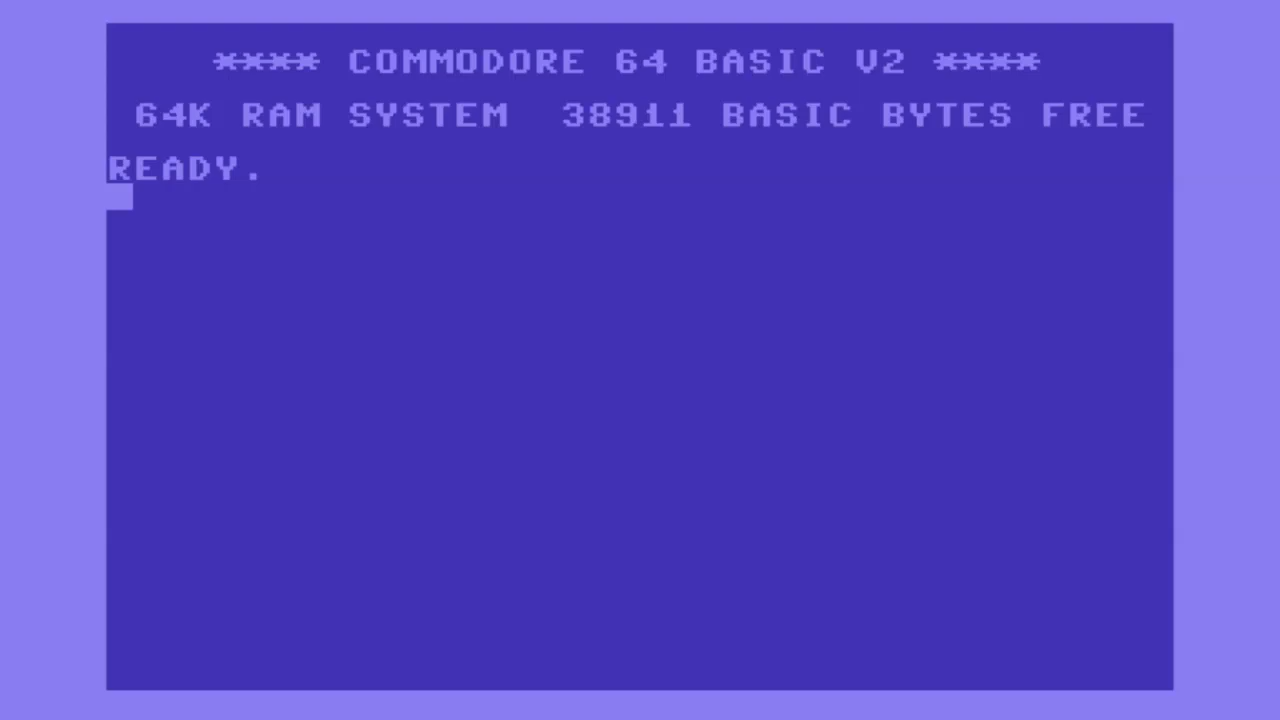 **** COMMODORE 64 BASIC V2 ****
64K RAM SYSTEM  38911 BASIC BYTES FREE
READY.